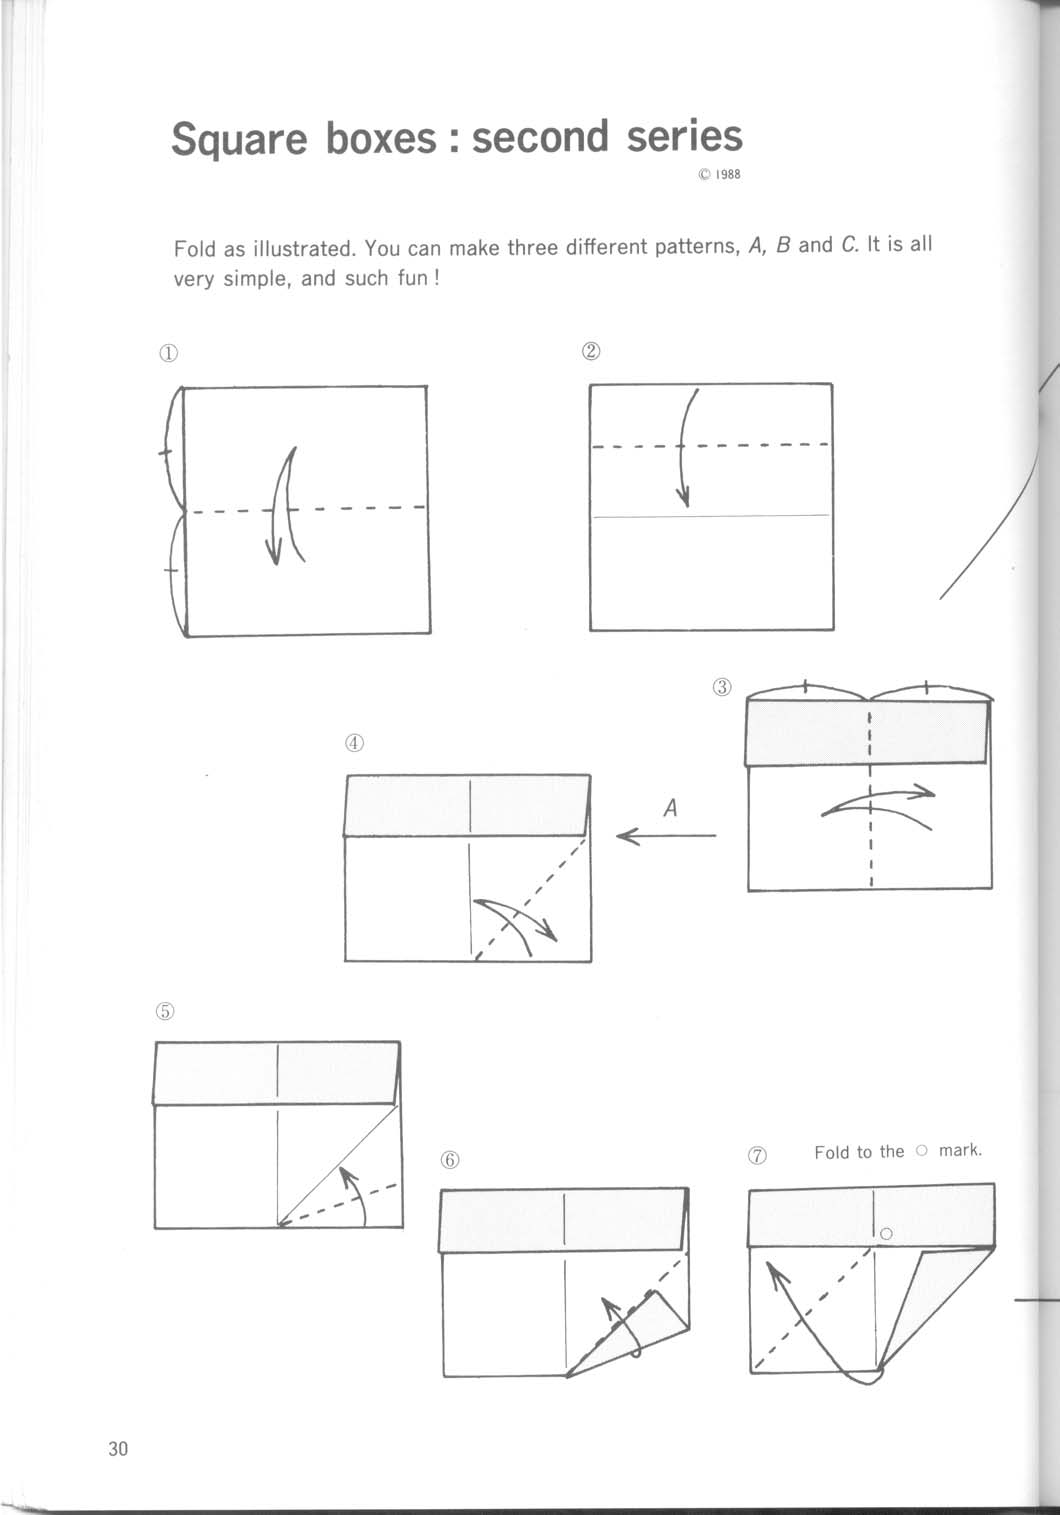 Square boxes : second series
© 1988
Fold as illustrated. You can make three different patterns, A, B and C. It is all
very simple, and such fun !
①
②
③
④
A
⑤
⑥
⑦ Fold to the ○ mark.
○
30